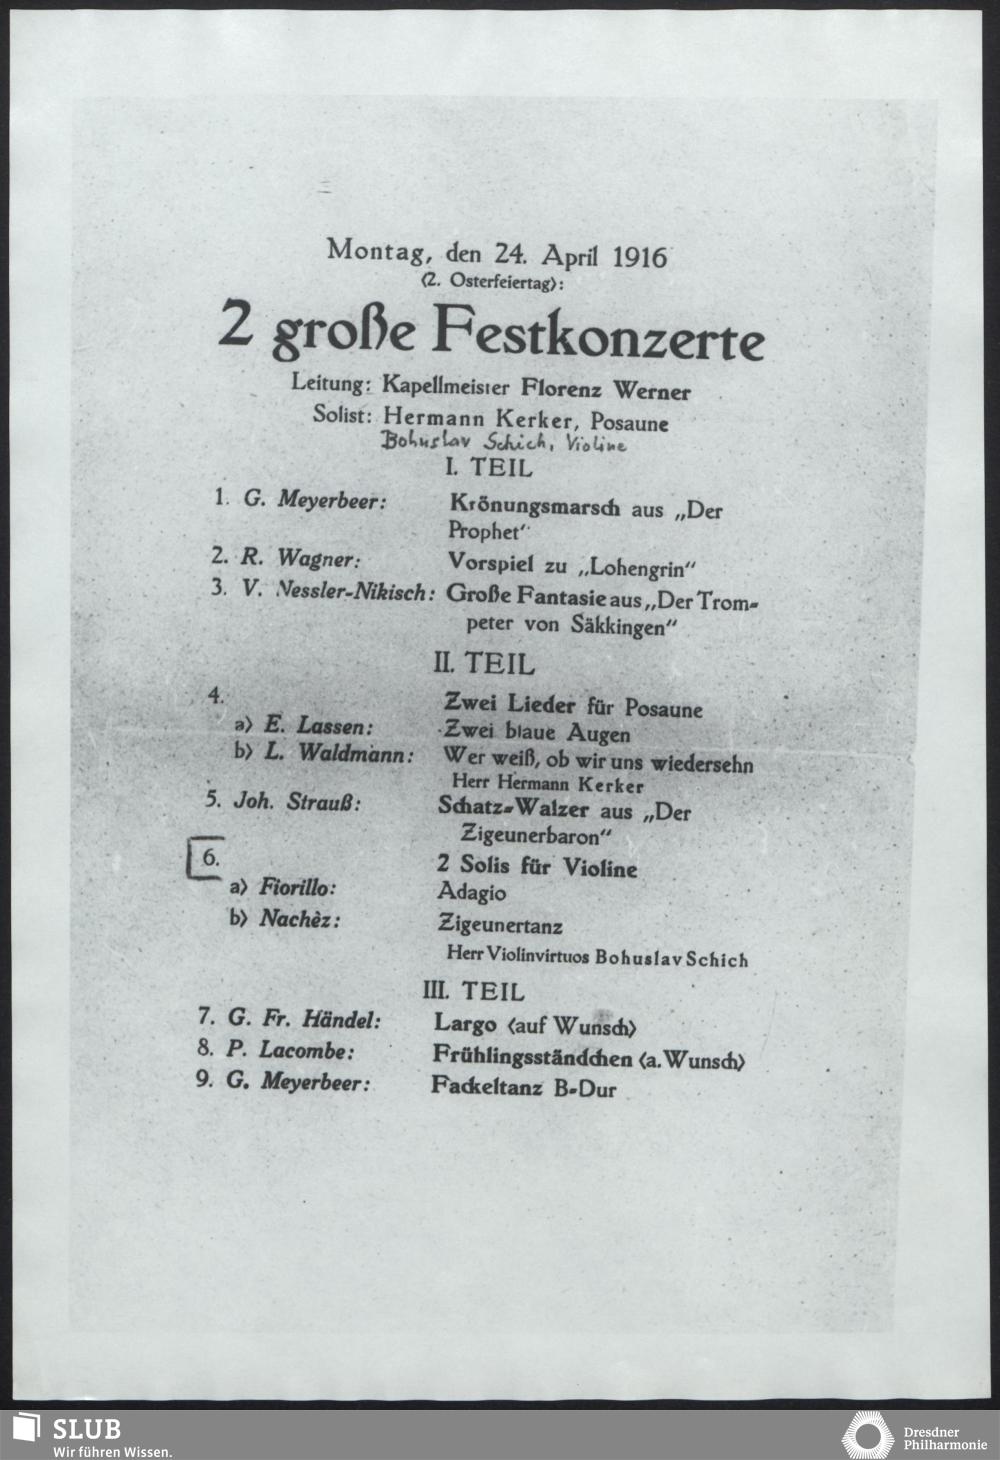 Montag, den 24. April 1916
(2. Osterfeiertag):
2 große Festkonzerte
Leitung: Kapellmeister Florenz Werner
Solist: Hermann Kerker, Posaune
Bohuslav Schich, Violine
I. TEIL
1. G. Meyerbeer: Krönungsmarsch aus „Der
Prophet“
2. R. Wagner: Vorspiel zu „Lohengrin“
3. V. Nessler-Nikisch: Große Fantasie aus „Der Trom-
peter von Säkkingen“
II. TEIL
4. Zwei Lieder für Posaune
a) E. Lassen: Zwei blaue Augen
b) L. Waldmann: Wer weiß, ob wir uns wiedersehn
Herr Hermann Kerker
5. Joh. Strauß: Schatz-Walzer aus „Der
Zigeunerbaron“
6. 2 Solis für Violine
a) Fiorillo: Adagio
b) Nachèz: Zigeunertanz
Herr Violinvirtuos Bohuslav Schich
III. TEIL
7. G. Fr. Händel: Largo (auf Wunsch)
8. P. Lacombe: Frühlingsständchen (a. Wunsch)
9. G. Meyerbeer: Fackeltanz B-Dur
SLUB
Wir führen Wissen.
Dresdner
Philharmonie